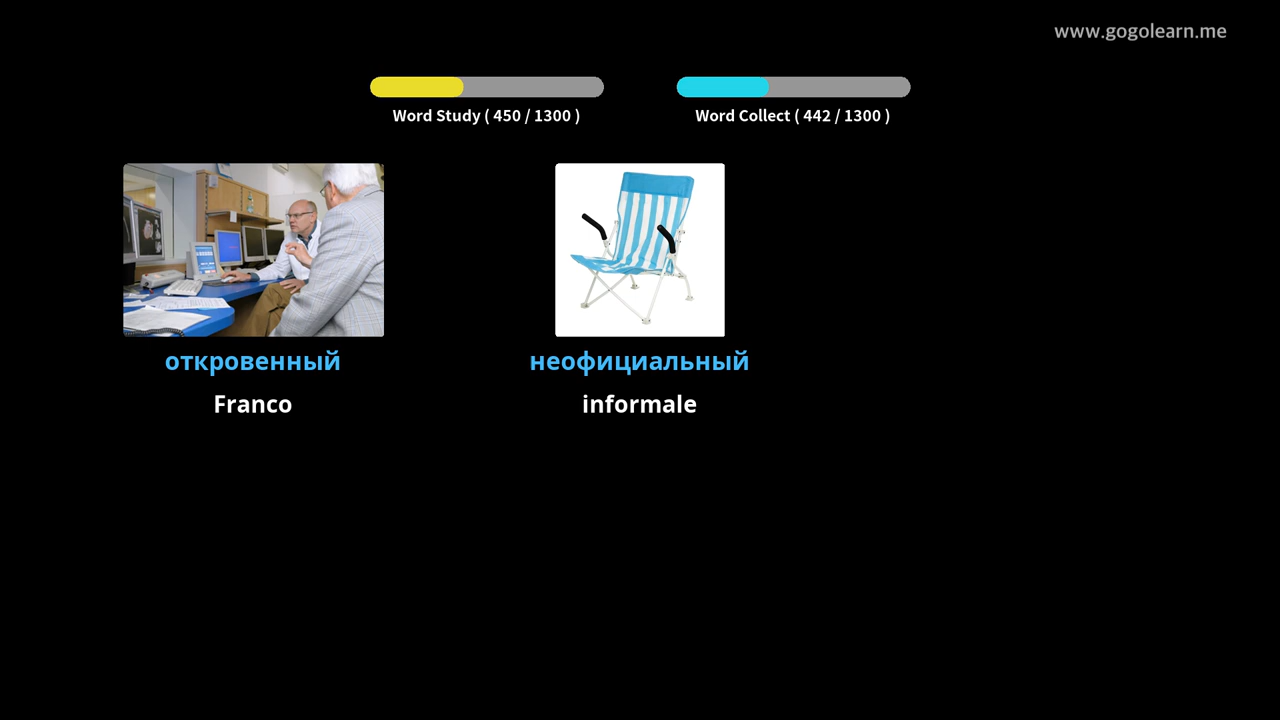 www.gogolearn.me
Word Study ( 450 / 1300 )
Word Collect ( 442 / 1300 )
откровенный
неофициальный
Franco
informale